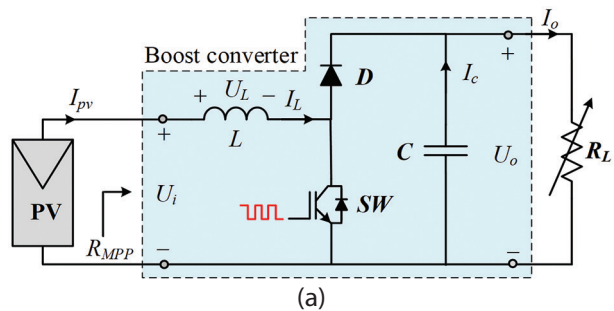 Boost converter
I_o
+
D
I_pv
+ U_L − I_L
I_c
+
L
C
U_o
R_L
PV
U_i
SW
R_MPP
−
−
(a)